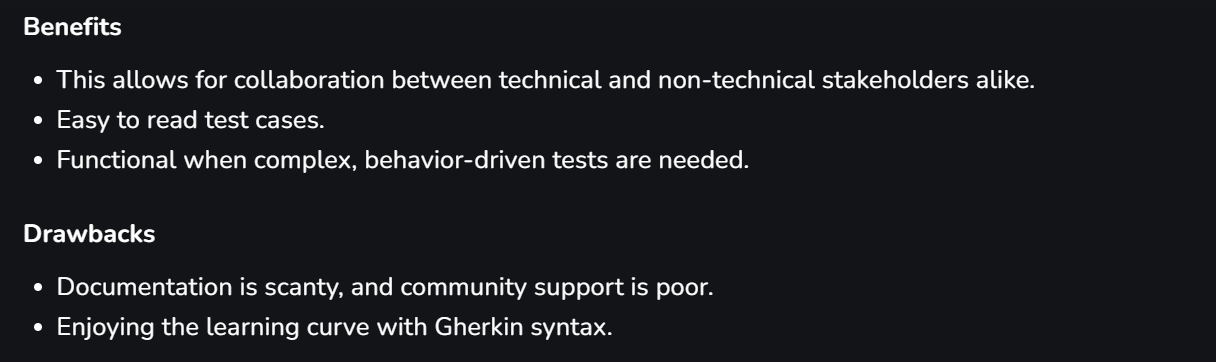 Benefits
• This allows for collaboration between technical and non-technical stakeholders alike.
• Easy to read test cases.
• Functional when complex, behavior-driven tests are needed.
Drawbacks
• Documentation is scanty, and community support is poor.
• Enjoying the learning curve with Gherkin syntax.